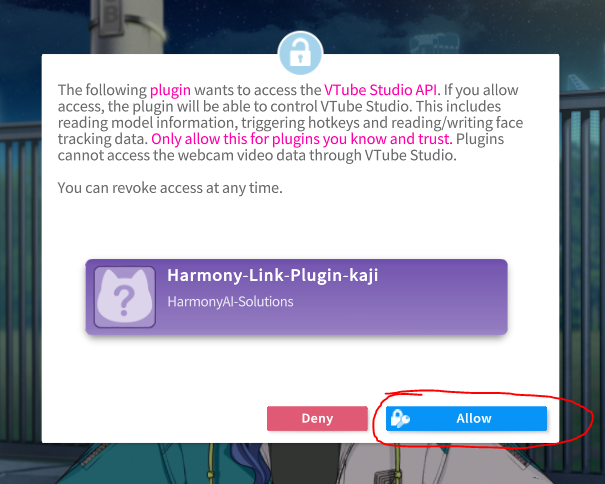 The following plugin wants to access the VTube Studio API. If you allow
access, the plugin will be able to control VTube Studio. This includes
reading model information, triggering hotkeys and reading/writing face
tracking data. Only allow this for plugins you know and trust. Plugins
cannot access the webcam video data through VTube Studio.
You can revoke access at any time.
?
Harmony-Link-Plugin-kaji
HarmonyAI-Solutions
Deny
Allow